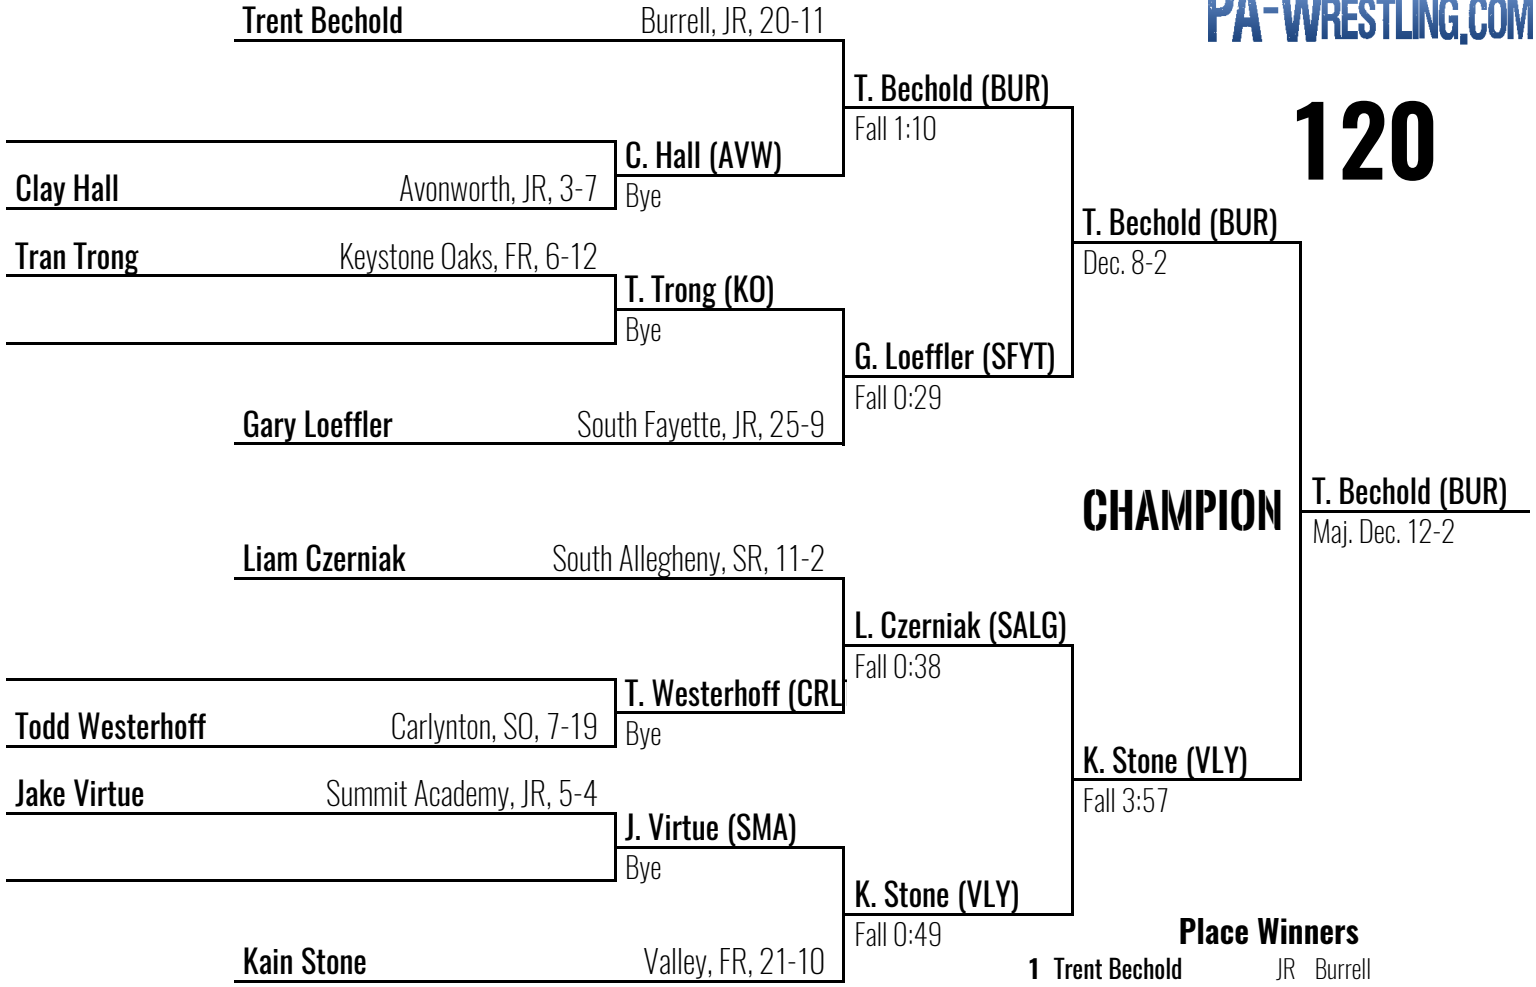 PA-WRESTLING.COM
120
Trent Bechold Burrell, JR, 20-11
T. Bechold (BUR)
Fall 1:10
C. Hall (AVW)
Bye
Clay Hall Avonworth, JR, 3-7
T. Bechold (BUR)
Dec. 8-2
Tran Trong Keystone Oaks, FR, 6-12
T. Trong (KO)
Bye
G. Loeffler (SFYT)
Fall 0:29
Gary Loeffler South Fayette, JR, 25-9
CHAMPION
T. Bechold (BUR)
Maj. Dec. 12-2
Liam Czerniak South Allegheny, SR, 11-2
L. Czerniak (SALG)
Fall 0:38
T. Westerhoff (CRL
Bye
Todd Westerhoff Carlynton, SO, 7-19
K. Stone (VLY)
Fall 3:57
Jake Virtue Summit Academy, JR, 5-4
J. Virtue (SMA)
Bye
K. Stone (VLY)
Fall 0:49
Kain Stone Valley, FR, 21-10
Place Winners
1 Trent Bechold JR Burrell